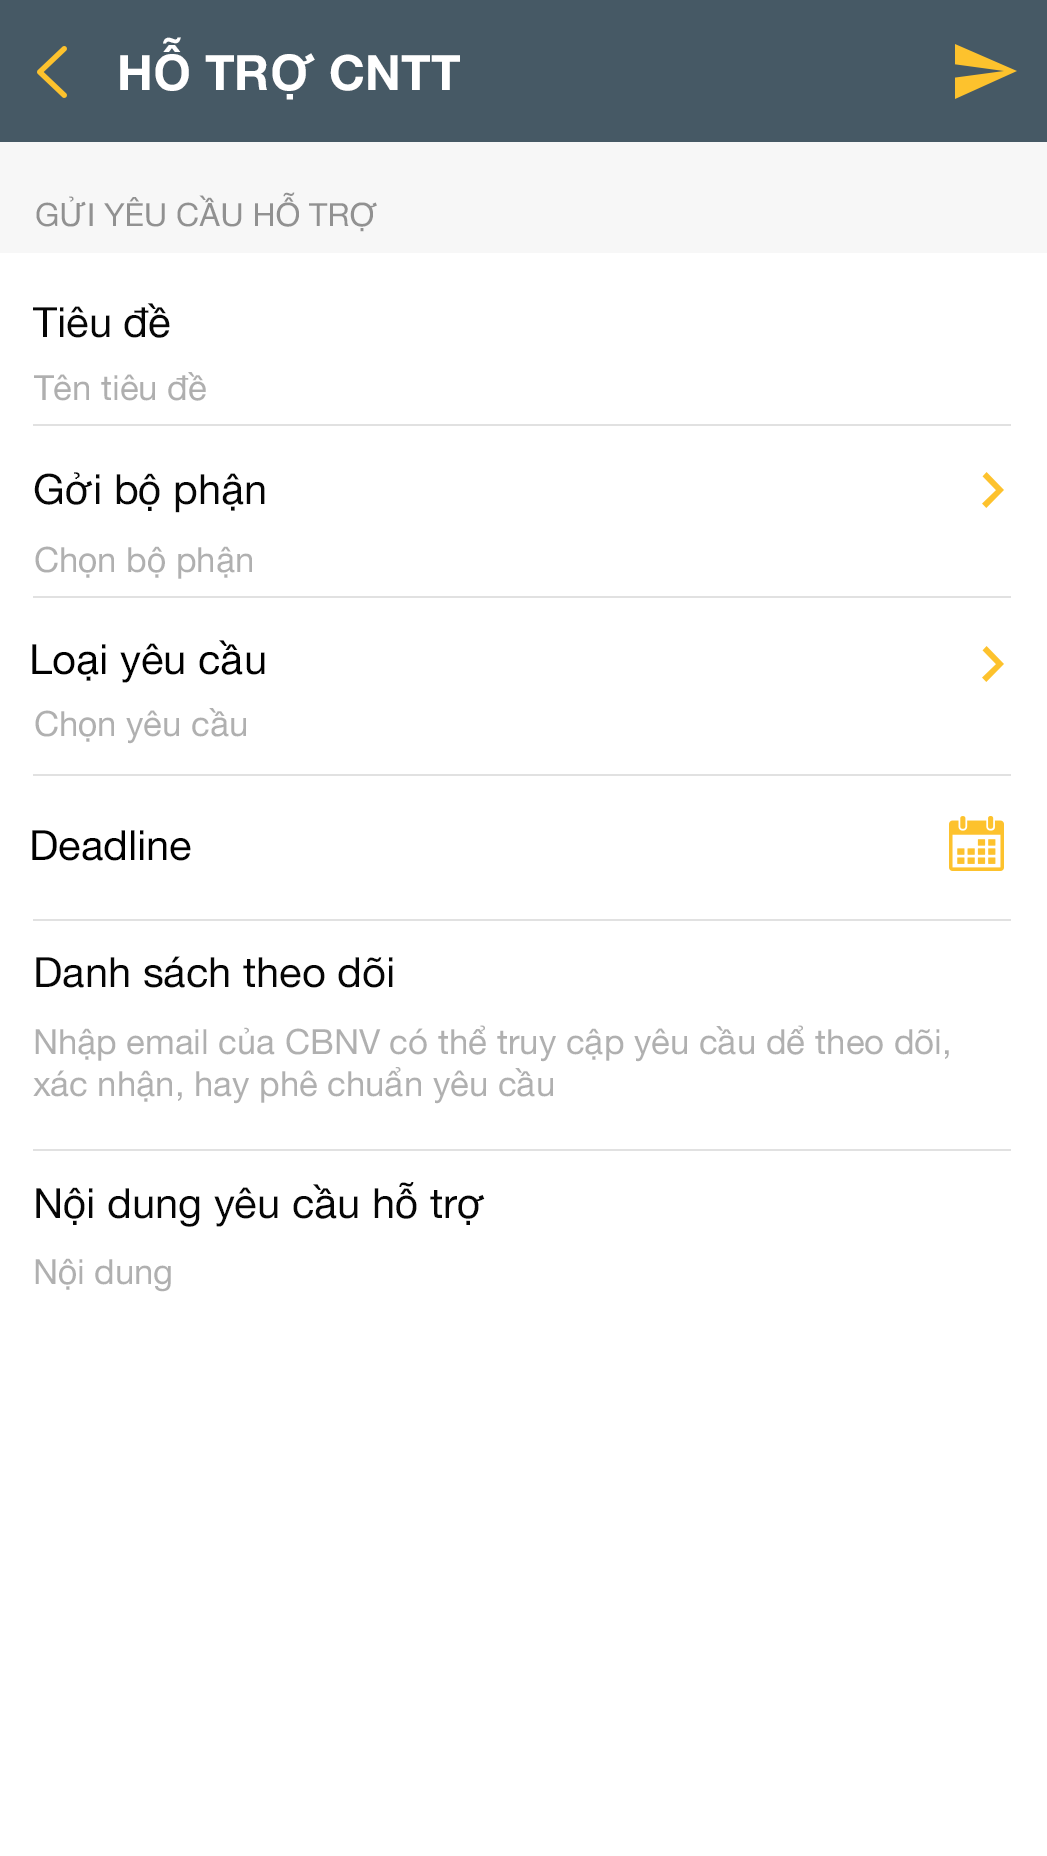 HỖ TRỢ CNTT
GỬI YÊU CẦU HỖ TRỢ
Tiêu đề
Tên tiêu đề
Gởi bộ phận
Chọn bộ phận
Loại yêu cầu
Chọn yêu cầu
Deadline
Danh sách theo dõi
Nhập email của CBNV có thể truy cập yêu cầu dể theo dõi,
xác nhận, hay phê chuẩn yêu cầu
Nội dung yêu cầu hỗ trợ
Nội dung